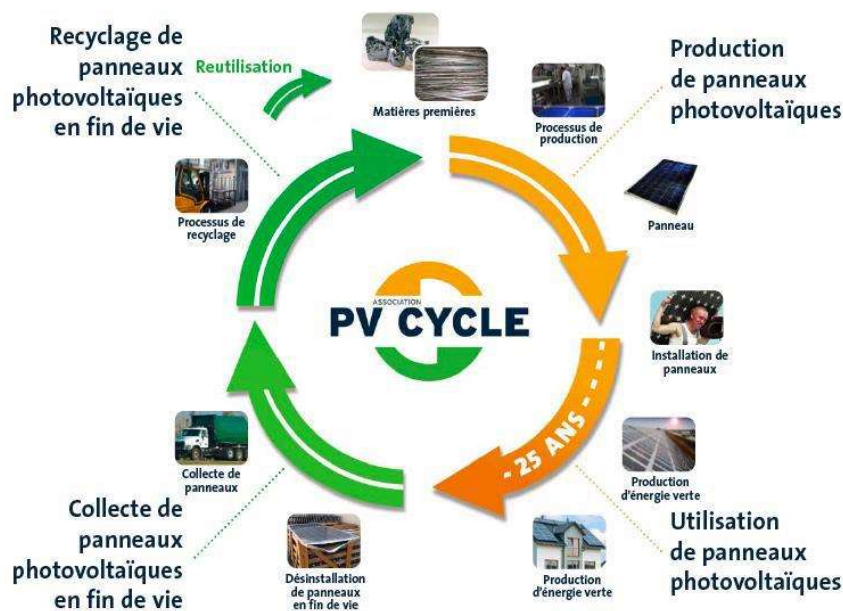 Recyclage de
panneaux
photovoltaïques
en fin de vie
Reutilisation
Matières premières
Processus de
production
Production
de panneaux
photovoltaïques
Processus de
recyclage
Panneau
ASSOCIATION
PV CYCLE
Installation de
panneaux
- 25 ANS -
Collecte de
panneaux
Production
d'énergie verte
Collecte de
panneaux
photovoltaïques
en fin de vie
Désinstallation
de panneaux
en fin de vie
Production
d'énergie verte
Utilisation
de panneaux
photovoltaïques